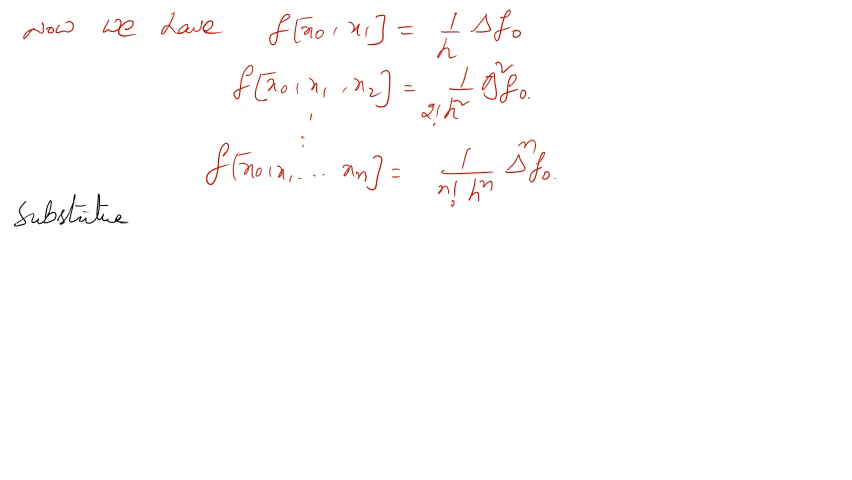 Now we have f[x₀, x₁] = 1/h Δf₀
f[x₀, x₁, x₂] = 1/2!h² Δ²f₀.
⋮
f[x₀, x₁, ... xₙ] = 1/n! hⁿ Δⁿf₀.
Substitue